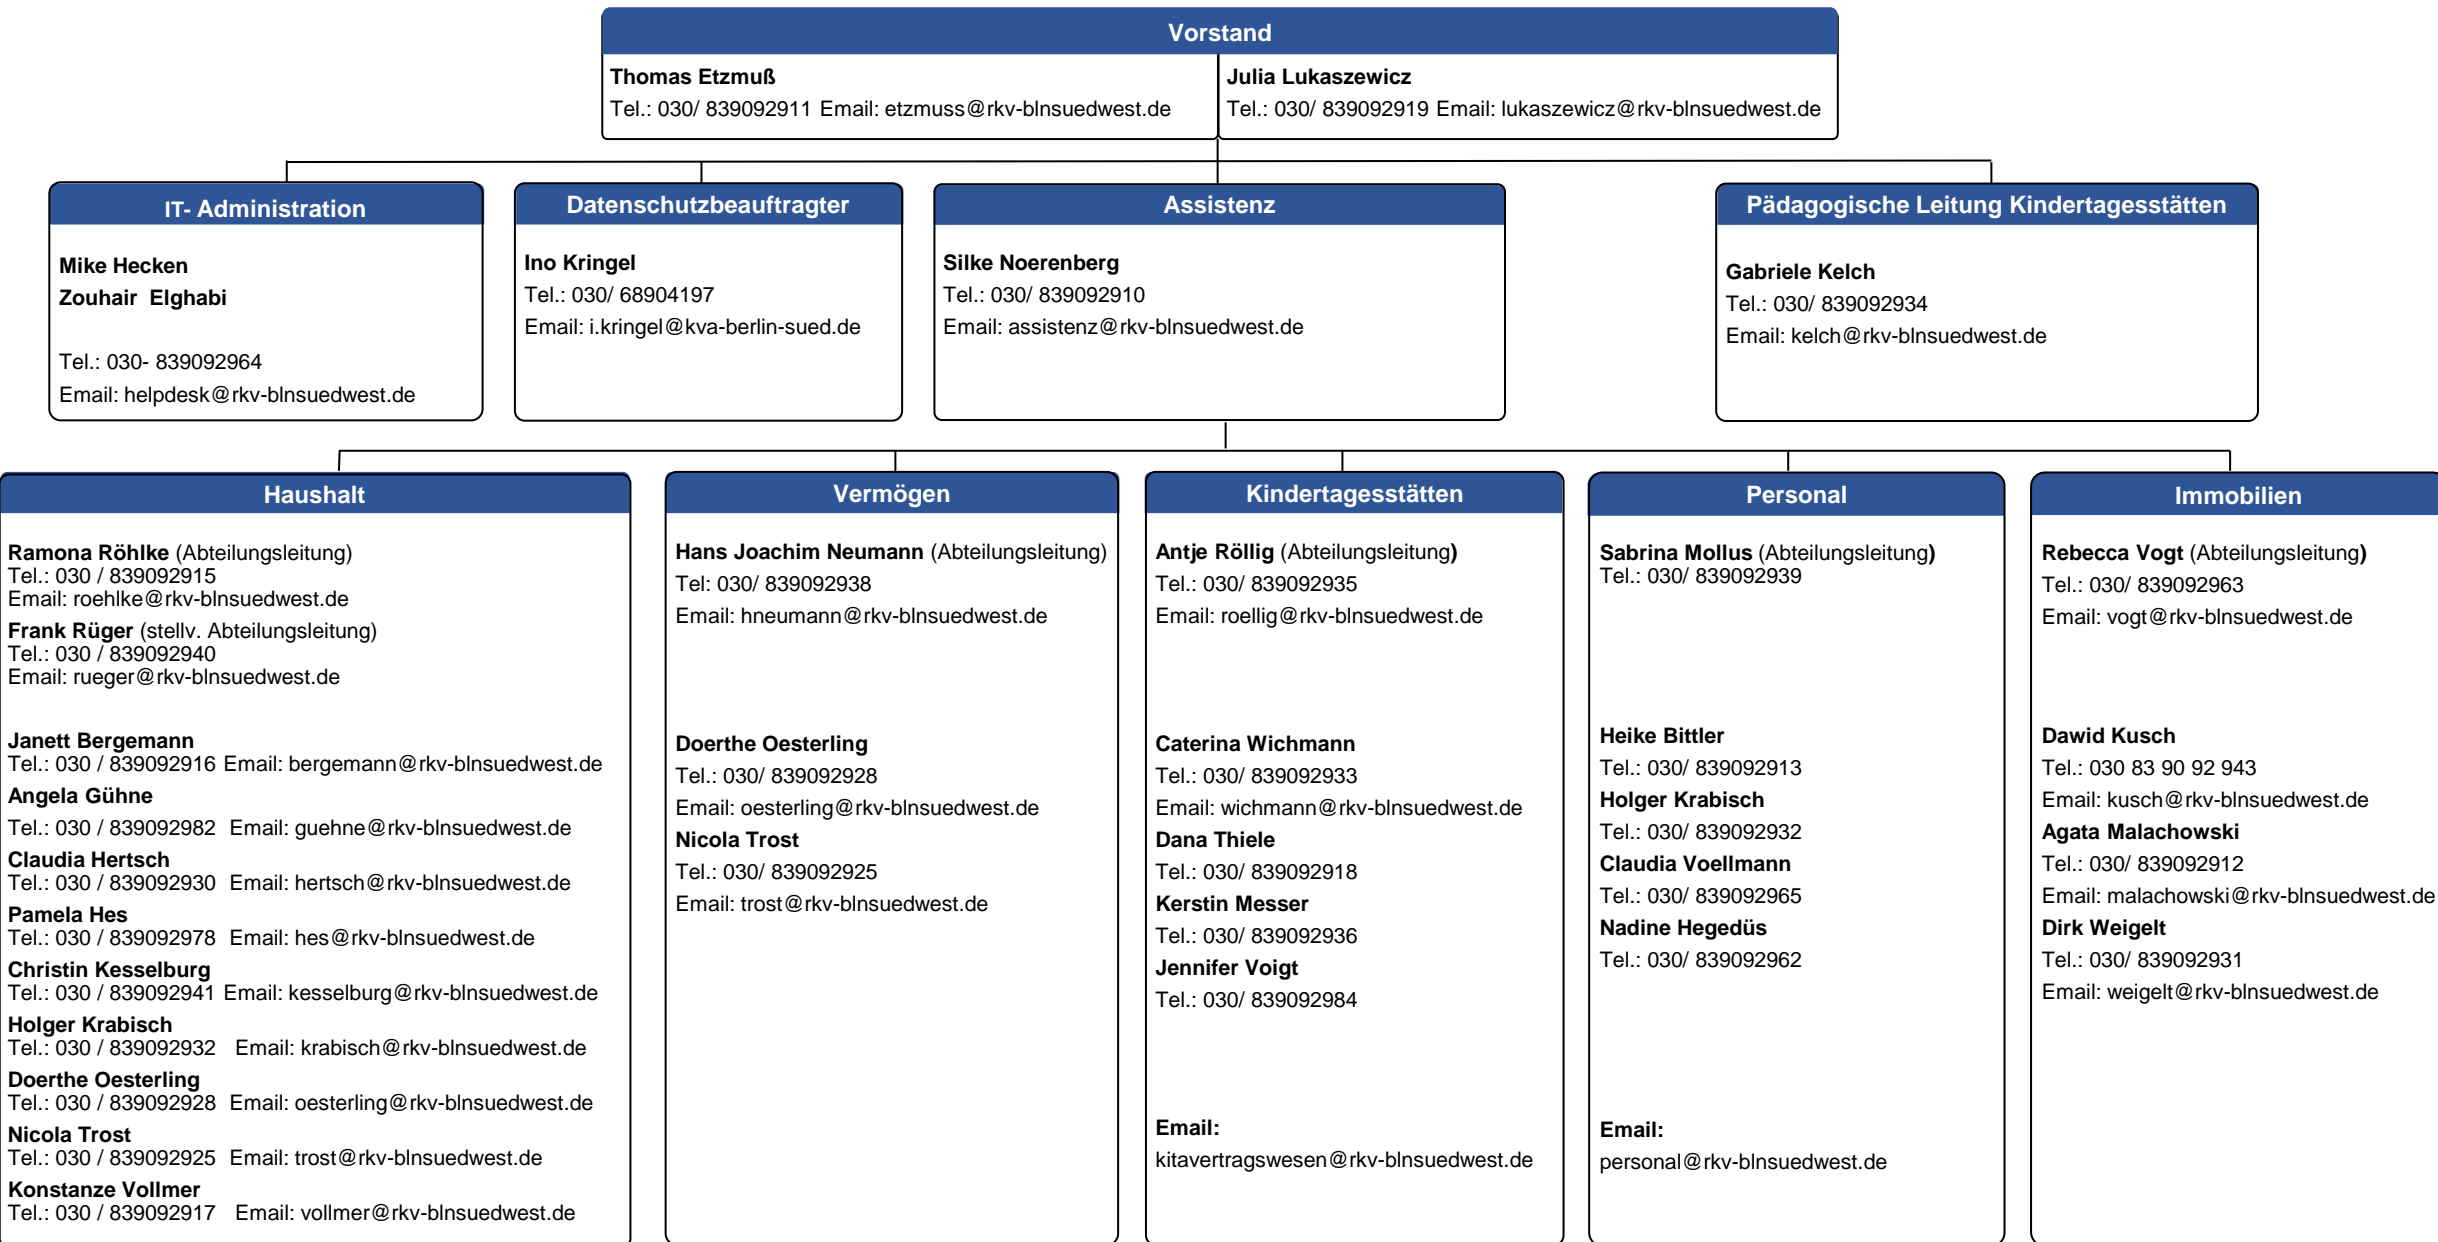 Vorstand
Thomas Etzmuß
Tel.: 030/ 839092911 Email: etzmuss@rkv-blnsuedwest.de
Julia Lukaszewicz
Tel.: 030/ 839092919 Email: lukaszewicz@rkv-blnsuedwest.de
IT- Administration
Mike Hecken
Zouhair  Elghabi
Tel.: 030- 839092964
Email: helpdesk@rkv-blnsuedwest.de
Datenschutzbeauftragter
Ino Kringel
Tel.: 030/ 68904197
Email: i.kringel@kva-berlin-sued.de
Assistenz
Silke Noerenberg
Tel.: 030/ 839092910
Email: assistenz@rkv-blnsuedwest.de
Pädagogische Leitung Kindertagesstätten
Gabriele Kelch
Tel.: 030/ 839092934
Email: kelch@rkv-blnsuedwest.de
Haushalt
Ramona Röhlke (Abteilungsleitung)
Tel.: 030 / 839092915
Email: roehlke@rkv-blnsuedwest.de
Frank Rüger (stellv. Abteilungsleitung)
Tel.: 030 / 839092940
Email: rueger@rkv-blnsuedwest.de
Janett Bergemann
Tel.: 030 / 839092916 Email: bergemann@rkv-blnsuedwest.de
Angela Gühne
Tel.: 030 / 839092982  Email: guehne@rkv-blnsuedwest.de
Claudia Hertsch
Tel.: 030 / 839092930  Email: hertsch@rkv-blnsuedwest.de
Pamela Hes
Tel.: 030 / 839092978  Email: hes@rkv-blnsuedwest.de
Christin Kesselburg
Tel.: 030 / 839092941 Email: kesselburg@rkv-blnsuedwest.de
Holger Krabisch
Tel.: 030 / 839092932   Email: krabisch@rkv-blnsuedwest.de
Doerthe Oesterling
Tel.: 030 / 839092928  Email: oesterling@rkv-blnsuedwest.de
Nicola Trost
Tel.: 030 / 839092925  Email: trost@rkv-blnsuedwest.de
Konstanze Vollmer
Tel.: 030 / 839092917   Email: vollmer@rkv-blnsuedwest.de
Vermögen
Hans Joachim Neumann (Abteilungsleitung)
Tel: 030/ 839092938
Email: hneumann@rkv-blnsuedwest.de
Doerthe Oesterling
Tel.: 030/ 839092928
Email: oesterling@rkv-blnsuedwest.de
Nicola Trost
Tel.: 030/ 839092925
Email: trost@rkv-blnsuedwest.de
Kindertagesstätten
Antje Röllig (Abteilungsleitung)
Tel.: 030/ 839092935
Email: roellig@rkv-blnsuedwest.de
Caterina Wichmann
Tel.: 030/ 839092933
Email: wichmann@rkv-blnsuedwest.de
Dana Thiele
Tel.: 030/ 839092918
Kerstin Messer
Tel.: 030/ 839092936
Jennifer Voigt
Tel.: 030/ 839092984
Email:
kitavertragswesen@rkv-blnsuedwest.de
Personal
Sabrina Mollus (Abteilungsleitung)
Tel.: 030/ 839092939
Heike Bittler
Tel.: 030/ 839092913
Holger Krabisch
Tel.: 030/ 839092932
Claudia Voellmann
Tel.: 030/ 839092965
Nadine Hegedüs
Tel.: 030/ 839092962
Email:
personal@rkv-blnsuedwest.de
Immobilien
Rebecca Vogt (Abteilungsleitung)
Tel.: 030/ 839092963
Email: vogt@rkv-blnsuedwest.de
Dawid Kusch
Tel.: 030 83 90 92 943
Email: kusch@rkv-blnsuedwest.de
Agata Malachowski
Tel.: 030/ 839092912
Email: malachowski@rkv-blnsuedwest.de
Dirk Weigelt
Tel.: 030/ 839092931
Email: weigelt@rkv-blnsuedwest.de